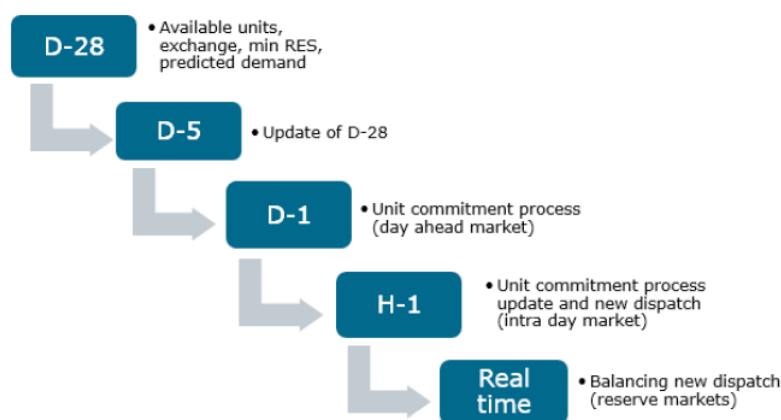 D-28
• Available units,
exchange, min RES,
predicted demand
D-5
• Update of D-28
D-1
• Unit commitment process
(day ahead market)
H-1
• Unit commitment process
update and new dispatch
(intra day market)
Real
time
• Balancing new dispatch
(reserve markets)